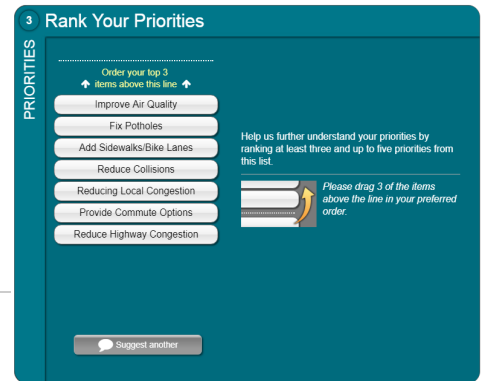 3 Rank Your Priorities
PRIORITIES
Order your top 3
items above this line
Improve Air Quality
Fix Potholes
Add Sidewalks/Bike Lanes
Reduce Collisions
Reducing Local Congestion
Provide Commute Options
Reduce Highway Congestion
Help us further understand your priorities by
ranking at least three and up to five priorities from
this list.
Please drag 3 of the items
above the line in your preferred
order.
Suggest another